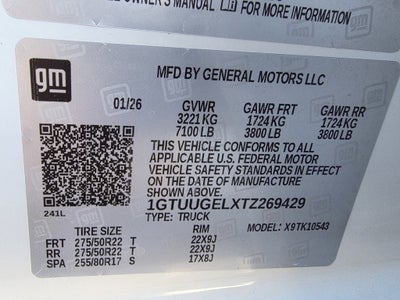 OWNER'S MANUAL FOR MORE INFORMATION
gm
MFD BY GENERAL MOTORS LLC
01/26 GVWR GAWR FRT GAWR RR
3221 KG 1724 KG 1724 KG
7100 LB 3800 LB 3800 LB
THIS VEHICLE CONFORMS TO ALL
APPLICABLE U.S. FEDERAL MOTOR
VEHICLE SAFETY STANDARDS IN EFFECT
ON THE DATE OF MANUFACTURE SHOWN ABOVE.
241L
1GTUUGELXTZ269429
TYPE: TRUCK
TIRE SIZE RIM MODEL: X9TK10543
FRT 275/50R22 T 22X9J
RR 275/50R22 T 22X9J
SPA 255/80R17 S 17X8J